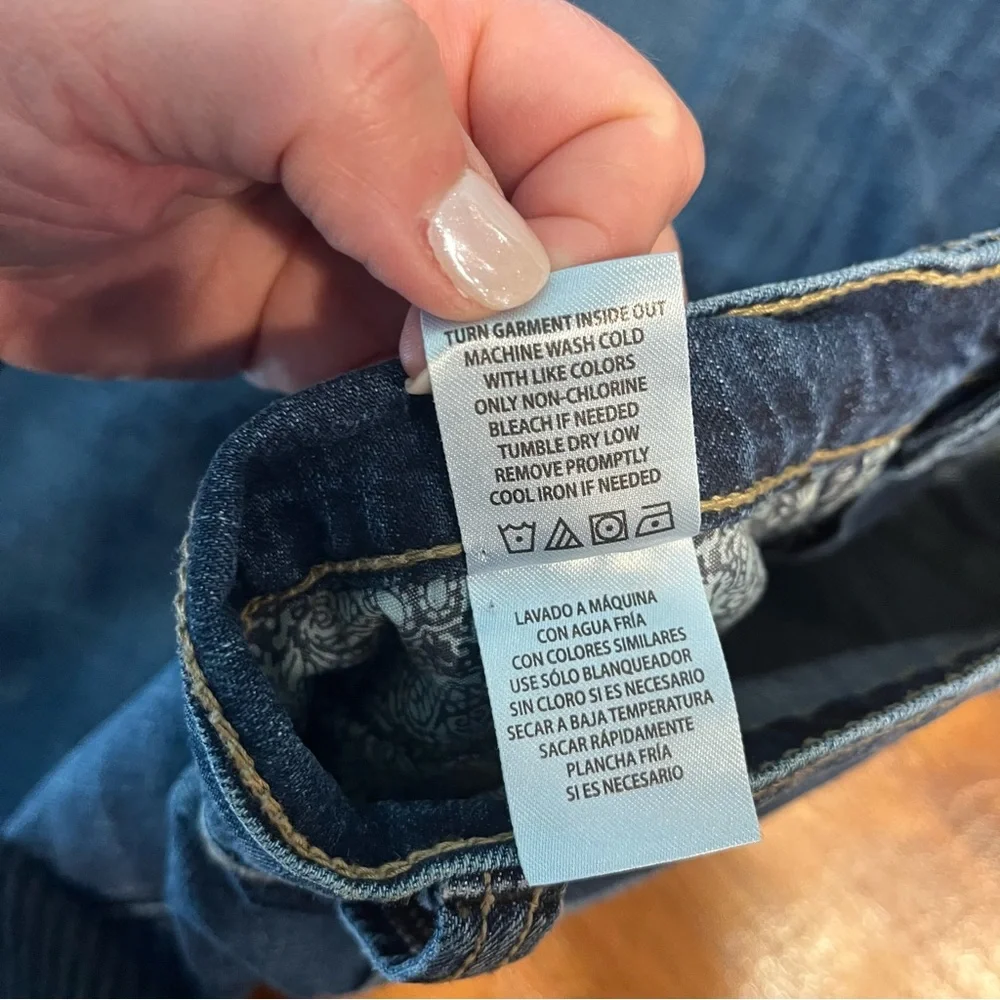 TURN GARMENT INSIDE OUT
MACHINE WASH COLD
WITH LIKE COLORS
ONLY NON-CHLORINE
BLEACH IF NEEDED
TUMBLE DRY LOW
REMOVE PROMPTLY
COOL IRON IF NEEDED
LAVADO A MÁQUINA
CON AGUA FRÍA
CON COLORES SIMILARES
USE SÓLO BLANQUEADOR
SIN CLORO SI ES NECESARIO
SECAR A BAJA TEMPERATURA
SACAR RÁPIDAMENTE
PLANCHA FRÍA
SI ES NECESARIO